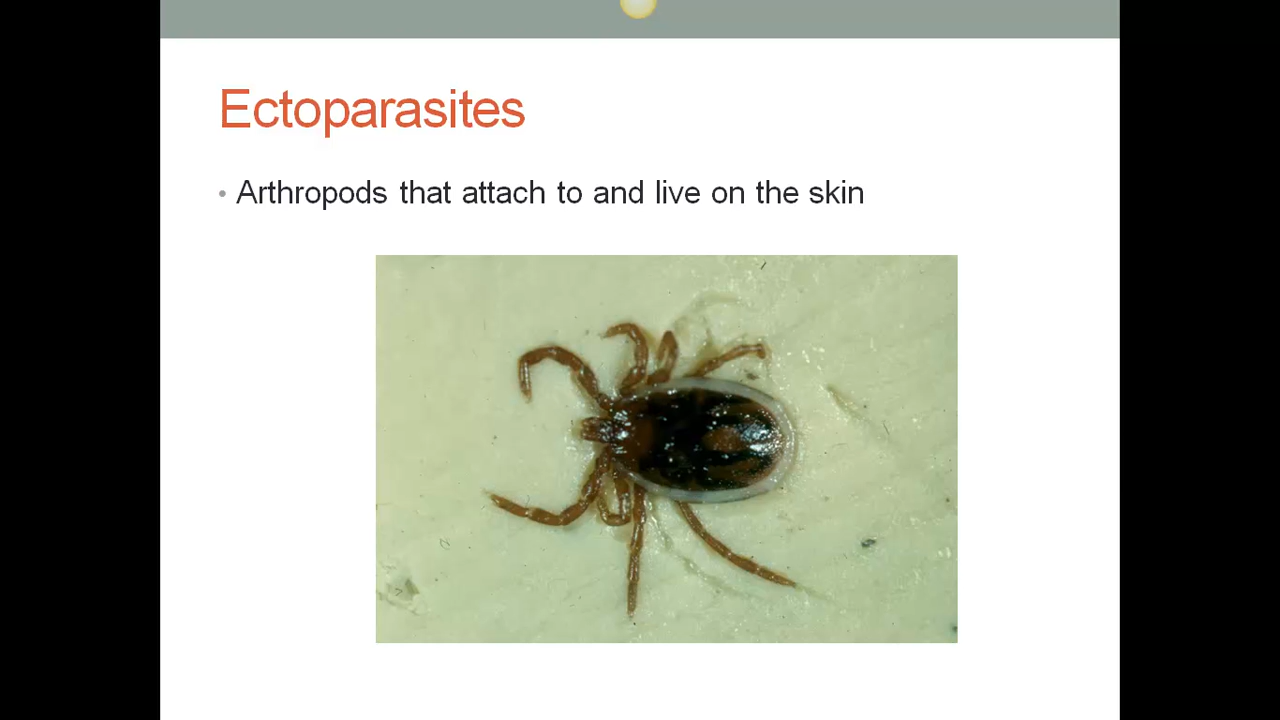 Ectoparasites
• Arthropods that attach to and live on the skin